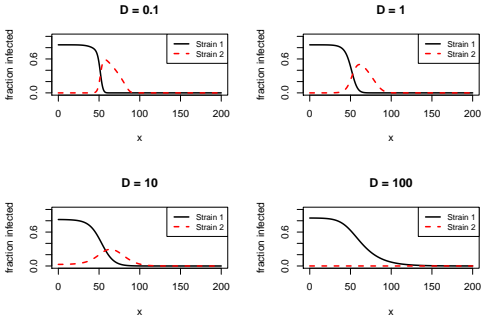 D = 0.1
fraction infected
0.0 0.6
Strain 1
Strain 2
0 50 100 150 200
x
D = 1
fraction infected
0.0 0.6
Strain 1
Strain 2
0 50 100 150 200
x
D = 10
fraction infected
0.0 0.6
Strain 1
Strain 2
0 50 100 150 200
x
D = 100
fraction infected
0.0 0.6
Strain 1
Strain 2
0 50 100 150 200
x